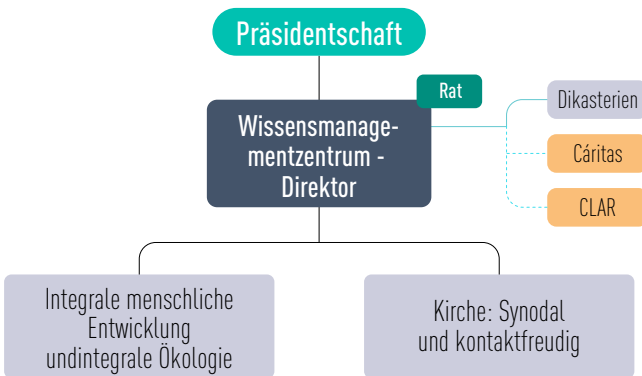 Präsidentschaft
Rat
Wissensmanage-
mentzentrum -
Direktor
Dikasterien
Cáritas
CLAR
Integrale menschliche
Entwicklung
undintegrale Ökologie
Kirche: Synodal
und kontaktfreudig